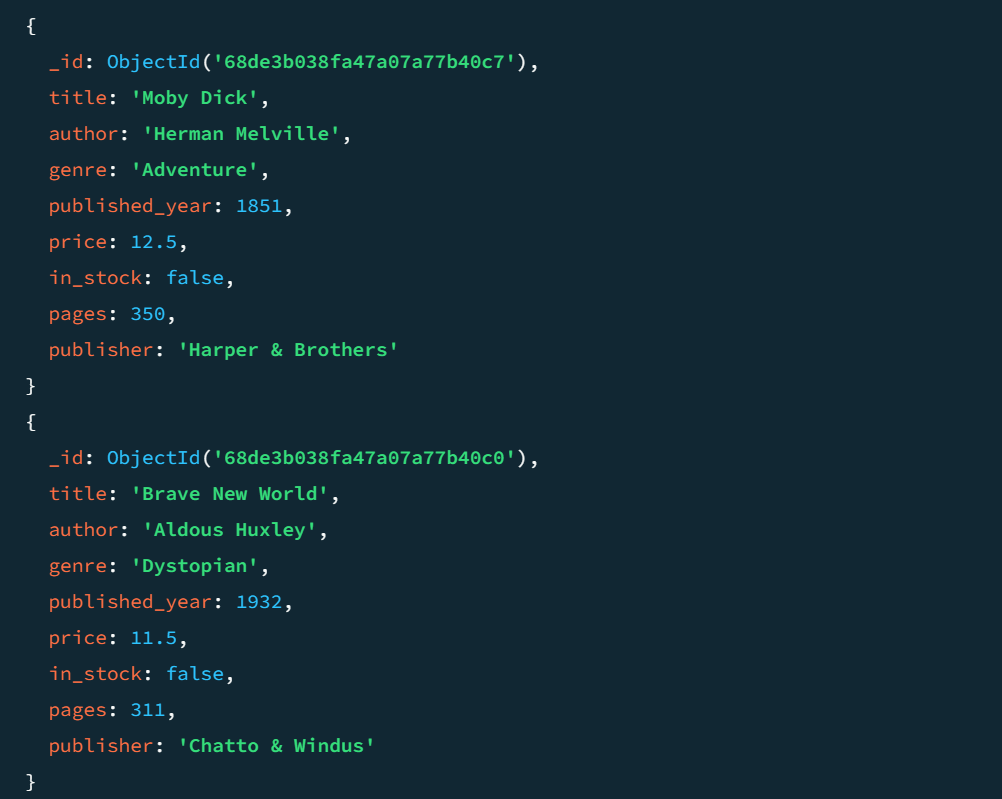 {
_id: ObjectId('68de3b038fa47a07a77b40c7'),
title: 'Moby Dick',
author: 'Herman Melville',
genre: 'Adventure',
published_year: 1851,
price: 12.5,
in_stock: false,
pages: 350,
publisher: 'Harper & Brothers'
}
{
_id: ObjectId('68de3b038fa47a07a77b40c0'),
title: 'Brave New World',
author: 'Aldous Huxley',
genre: 'Dystopian',
published_year: 1932,
price: 11.5,
in_stock: false,
pages: 311,
publisher: 'Chatto & Windus'
}